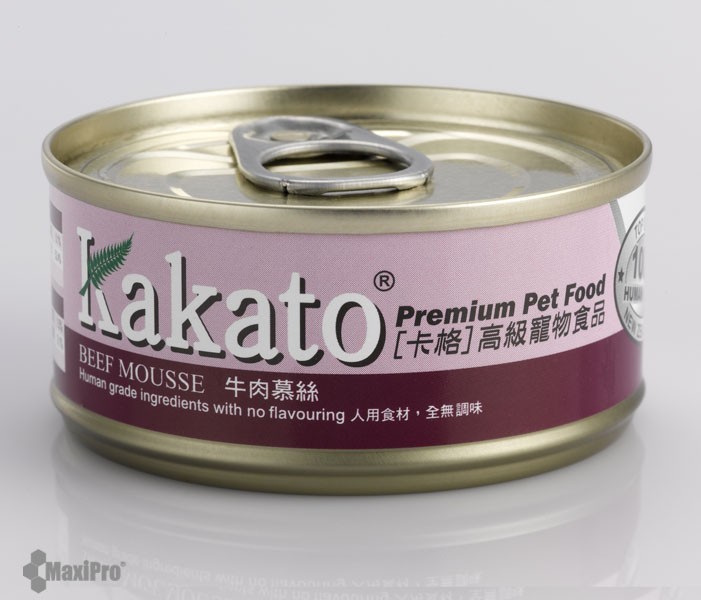 Kakato®
Premium Pet Food
[卡格]高級寵物食品
BEEF MOUSSE 牛肉慕絲
Human grade ingredients with no flavouring 人用食材，全無調味
MaxiPro®